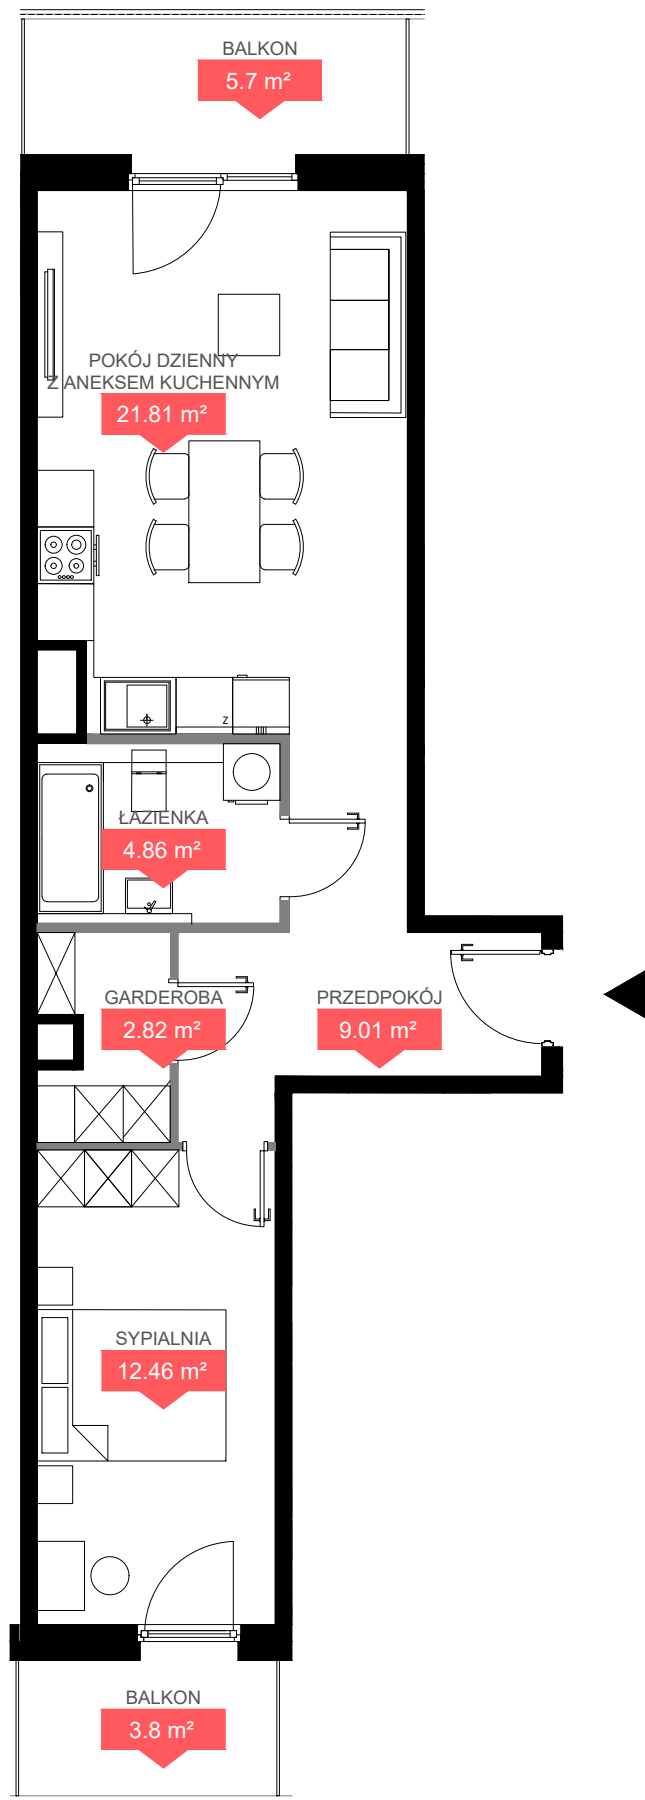 BALKON
5.7 m²
POKÓJ DZIENNY
Z ANEKSEM KUCHENNYM
21.81 m²
Z
ŁAZIENKA
4.86 m²
GARDEROBA
2.82 m²
PRZEDPOKÓJ
9.01 m²
SYPIALNIA
12.46 m²
BALKON
3.8 m²